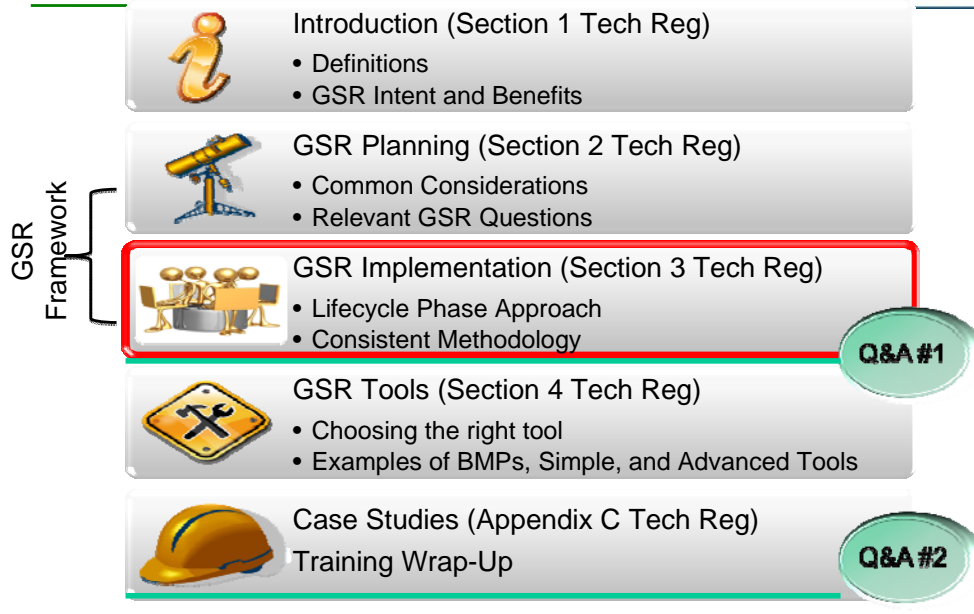 Introduction (Section 1 Tech Reg)
• Definitions
• GSR Intent and Benefits
GSR Planning (Section 2 Tech Reg)
• Common Considerations
• Relevant GSR Questions
GSR
Framework
GSR Implementation (Section 3 Tech Reg)
• Lifecycle Phase Approach
• Consistent Methodology
Q&A #1
GSR Tools (Section 4 Tech Reg)
• Choosing the right tool
• Examples of BMPs, Simple, and Advanced Tools
Case Studies (Appendix C Tech Reg)
Training Wrap-Up
Q&A #2